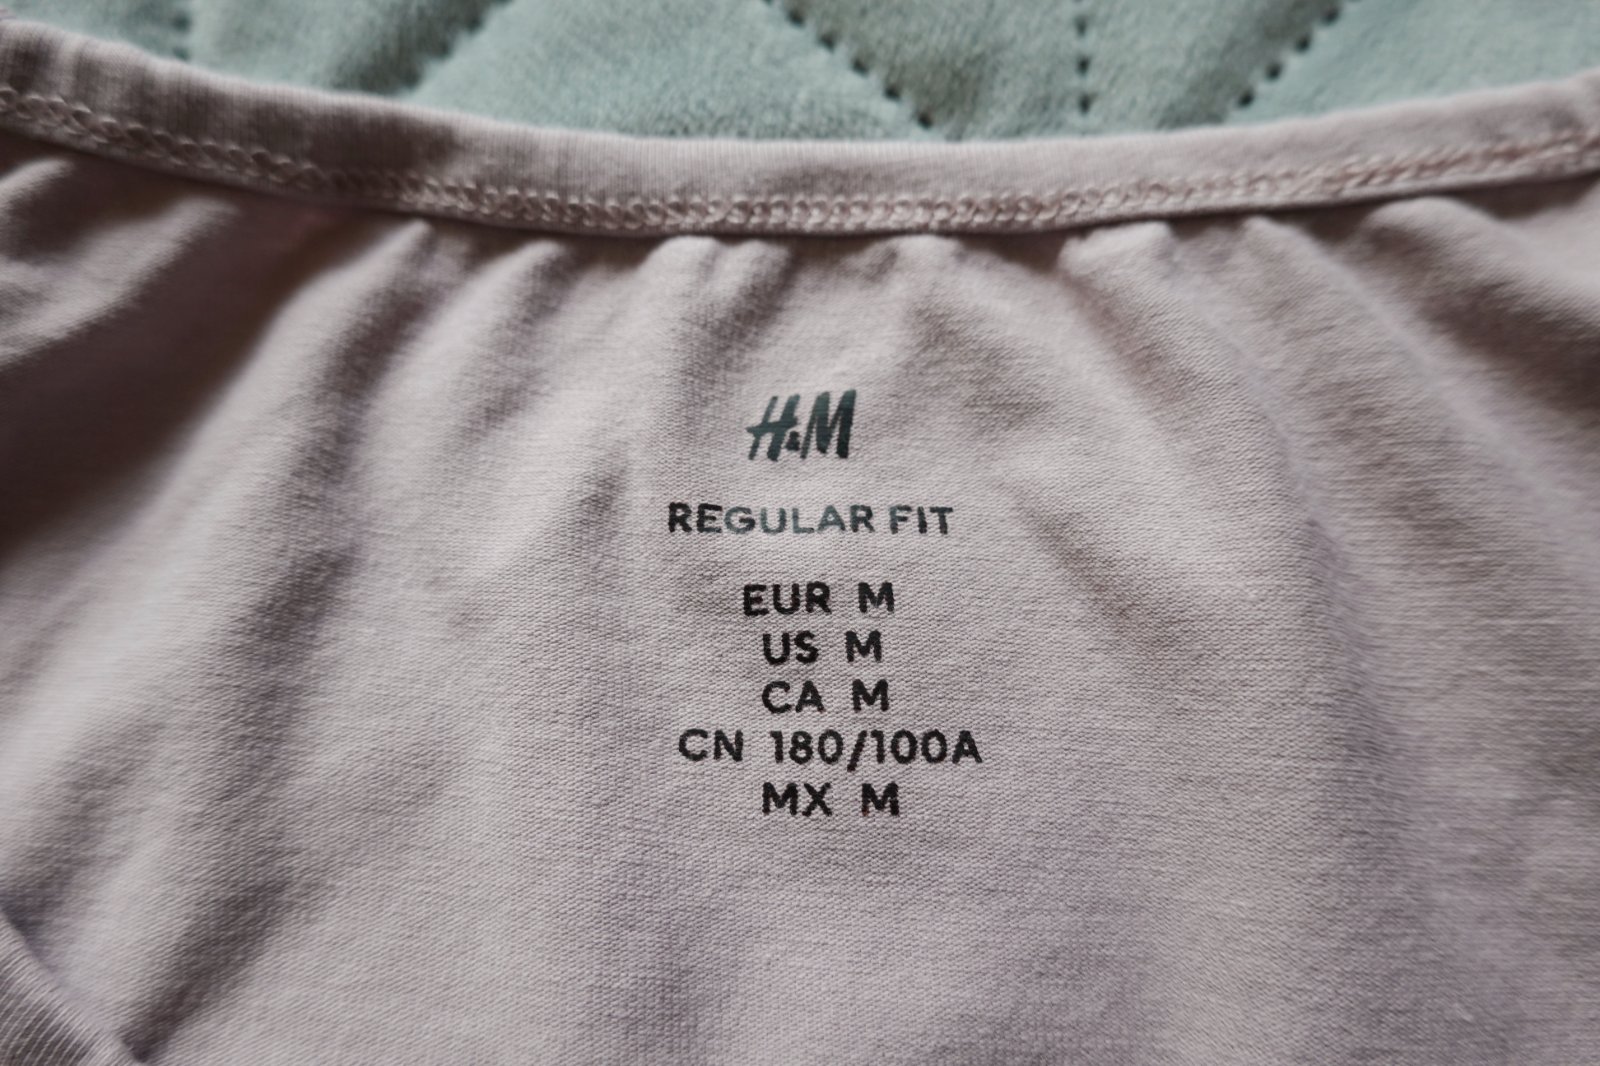 H&M
REGULAR FIT
EUR M
US M
CA M
CN 180/100A
MX M